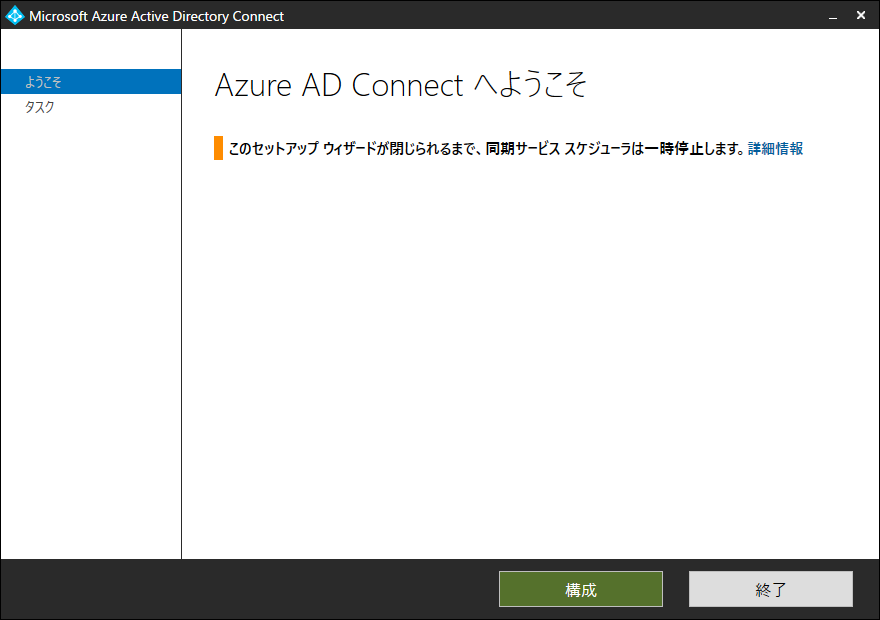 Microsoft Azure Active Directory Connect
ようこそ
タスク
Azure AD Connect へようこそ
このセットアップ ウィザードが閉じられるまで、同期サービス スケジューラは一時停止します。詳細情報
構成
終了